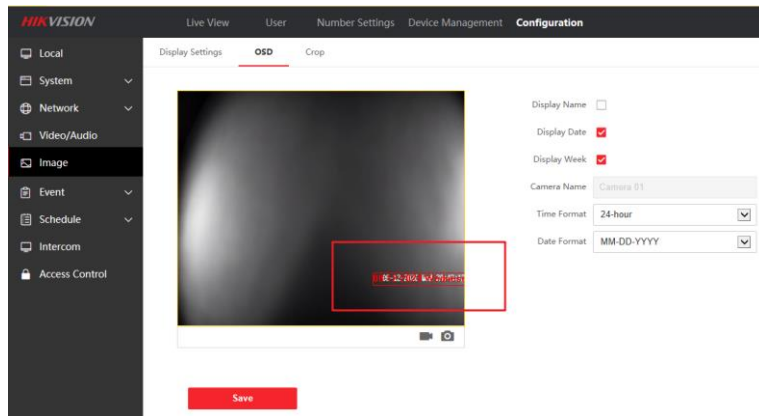 HIKVISION
Live View User Number Settings Device Management Configuration
Local
System
Network
Video/Audio
Image
Event
Schedule
Intercom
Access Control
Display Settings OSD Crop
Display Name
Display Date
Display Week
Camera Name Camera 01
Time Format 24-hour
Date Format MM-DD-YYYY
Save